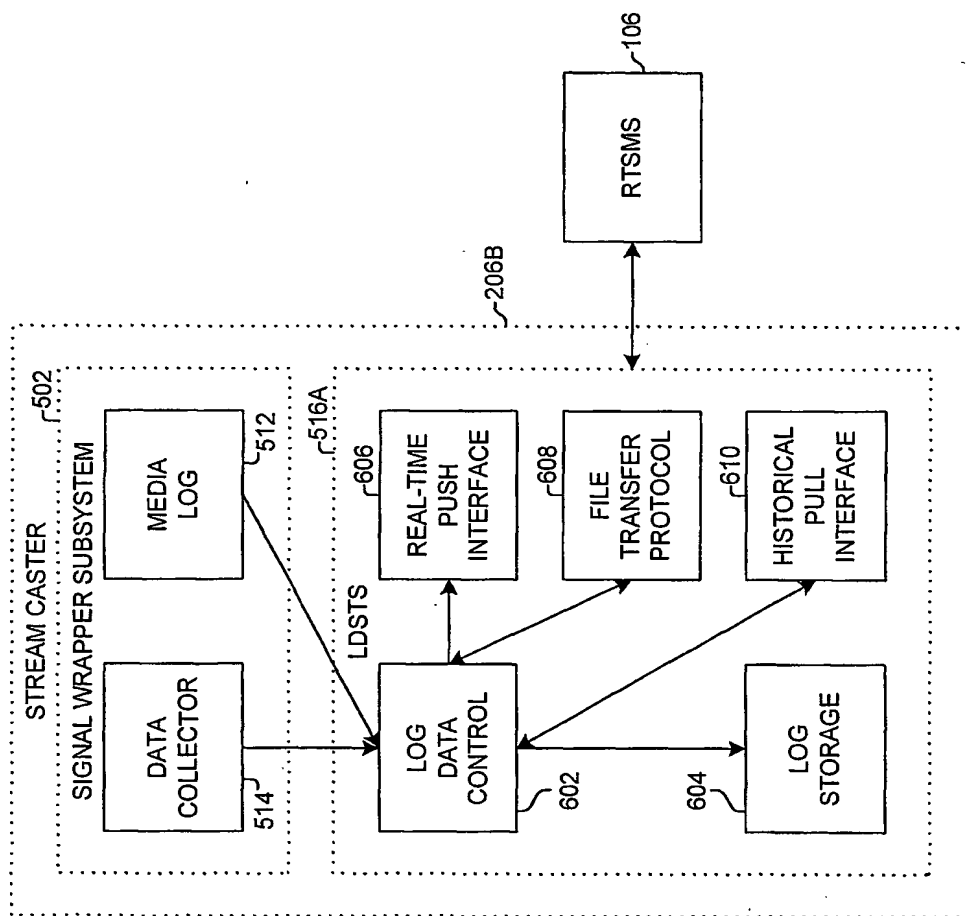 STREAM CASTER
502
SIGNAL WRAPPER SUBSYSTEM
DATA
COLLECTOR
514
MEDIA
LOG
512
206B
516A
LDSTS
LOG
DATA
CONTROL
602
606
REAL-TIME
PUSH
INTERFACE
608
FILE
TRANSFER
PROTOCOL
604
LOG
STORAGE
610
HISTORICAL
PULL
INTERFACE
RTSMS
106